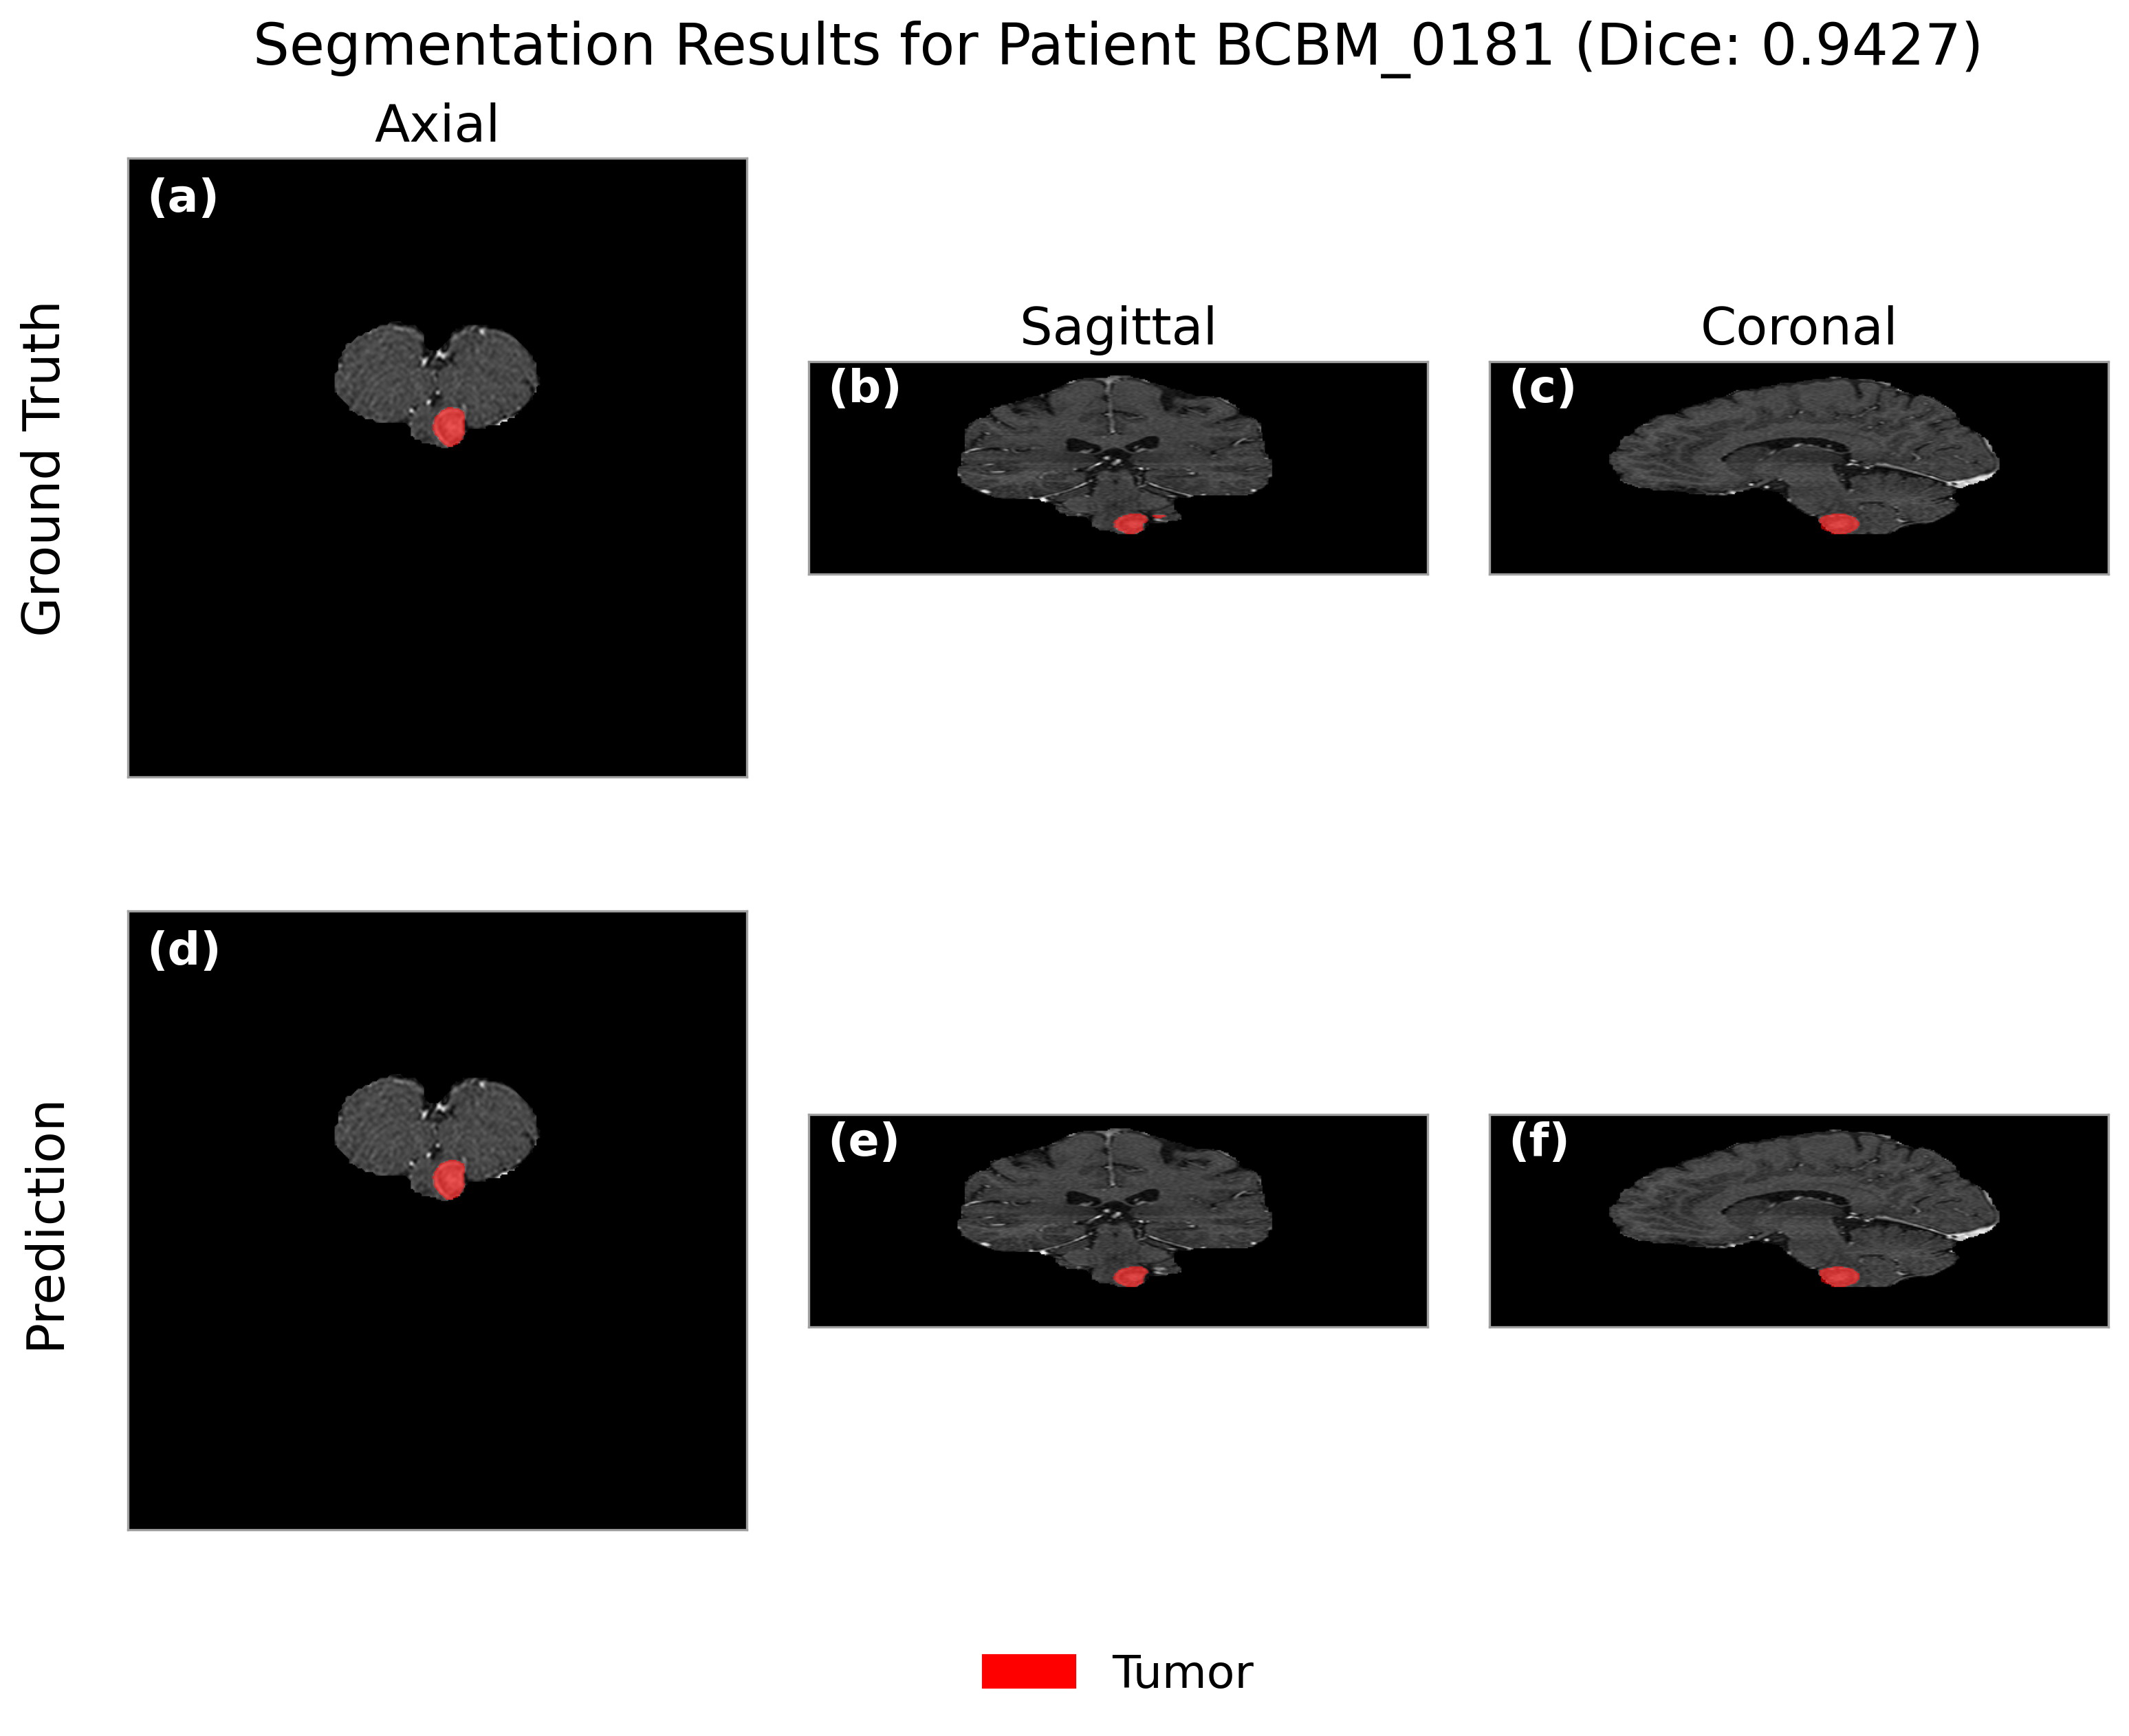 Segmentation Results for Patient BCBM_0181 (Dice: 0.9427)
Axial
Sagittal
Coronal
Ground Truth
(a)
(b)
(c)
Prediction
(d)
(e)
(f)
Tumor